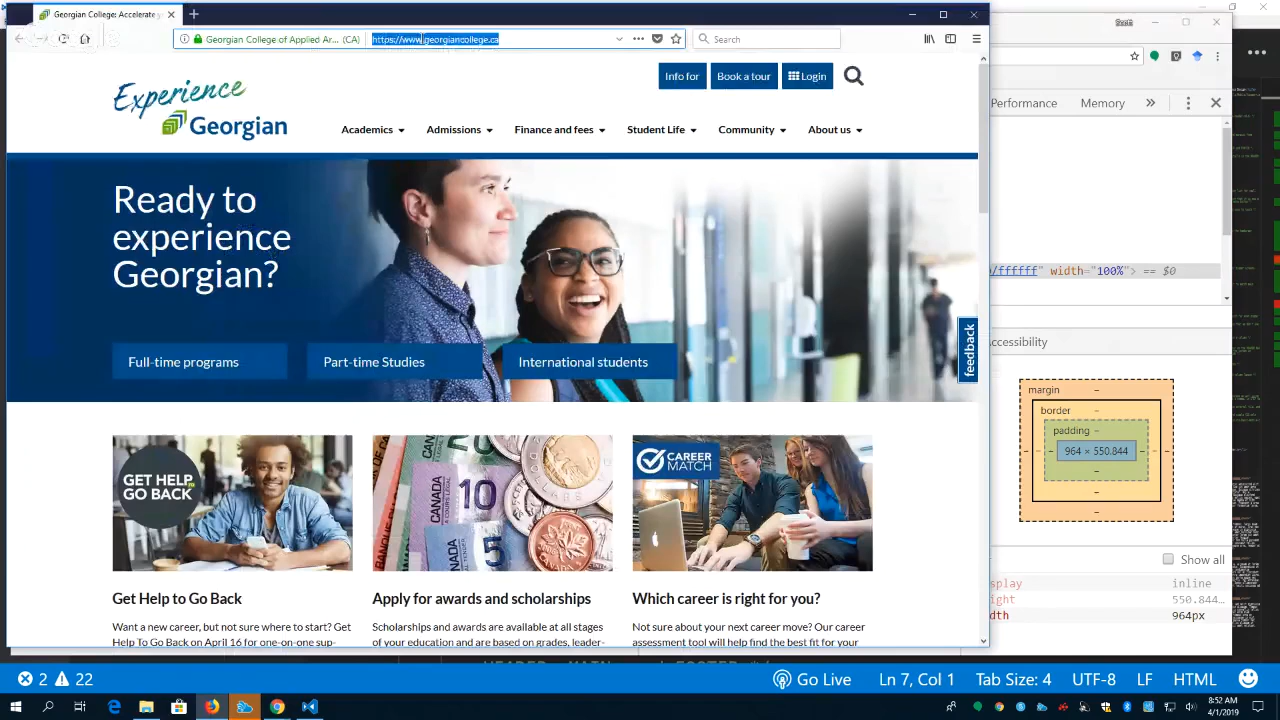 Georgian College: Accelerate y
Georgian College of Applied Ar... (CA)
https://www.georgiancollege.ca
Search
Info for
Book a tour
Login
Experience
Georgian
Academics
Admissions
Finance and fees
Student Life
Community
About us
Performance
Memory
Ready to
experience
Georgian?
/ffffff" width="100%"> == $0
feedback
ccessibility
Full-time programs
Part-time Studies
International students
margin
border
padding
964 × 550.844
GET HELP
TO
GO BACK
CANADA
10
5
CAREER
MATCH
Show all
Get Help to Go Back
Apply for awards and scholarships
Which career is right for you?
display
inline
height
550.844...
width
964px
Want a new career, but not sure where to start? Get
Help To Go Back on April 16 for one-on-one sup-
Scholarships and awards are available at all stages
of your education and are based on grades, leader-
Not sure about your next career move? Our career
assessment tool will help find the best fit for your
2
22
Go Live
Ln 7, Col 1
Tab Size: 4
UTF-8
LF
HTML
8:52 AM
4/1/2019